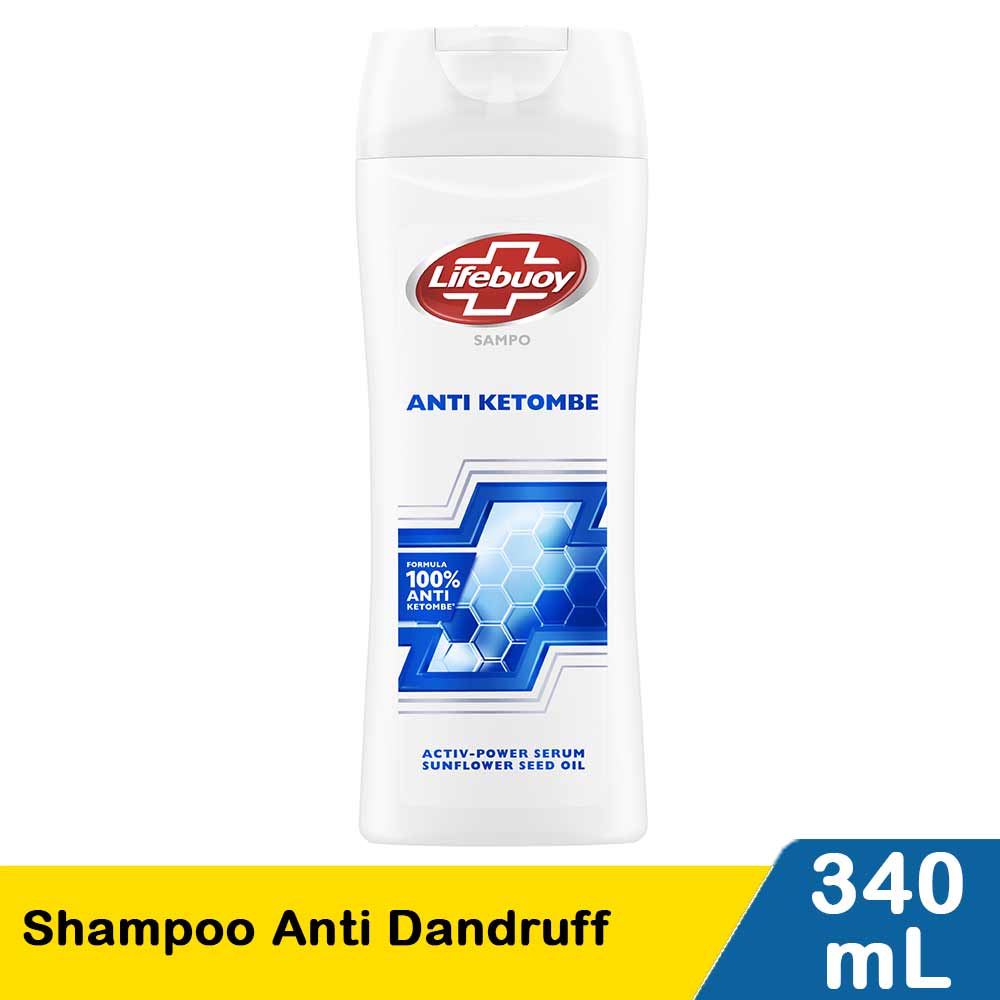 Lifebuoy
SAMPO
ANTI KETOMBE
FORMULA
100%
ANTI
KETOMBE*
ACTIV-POWER SERUM
SUNFLOWER SEED OIL
Shampoo Anti Dandruff
340
mL